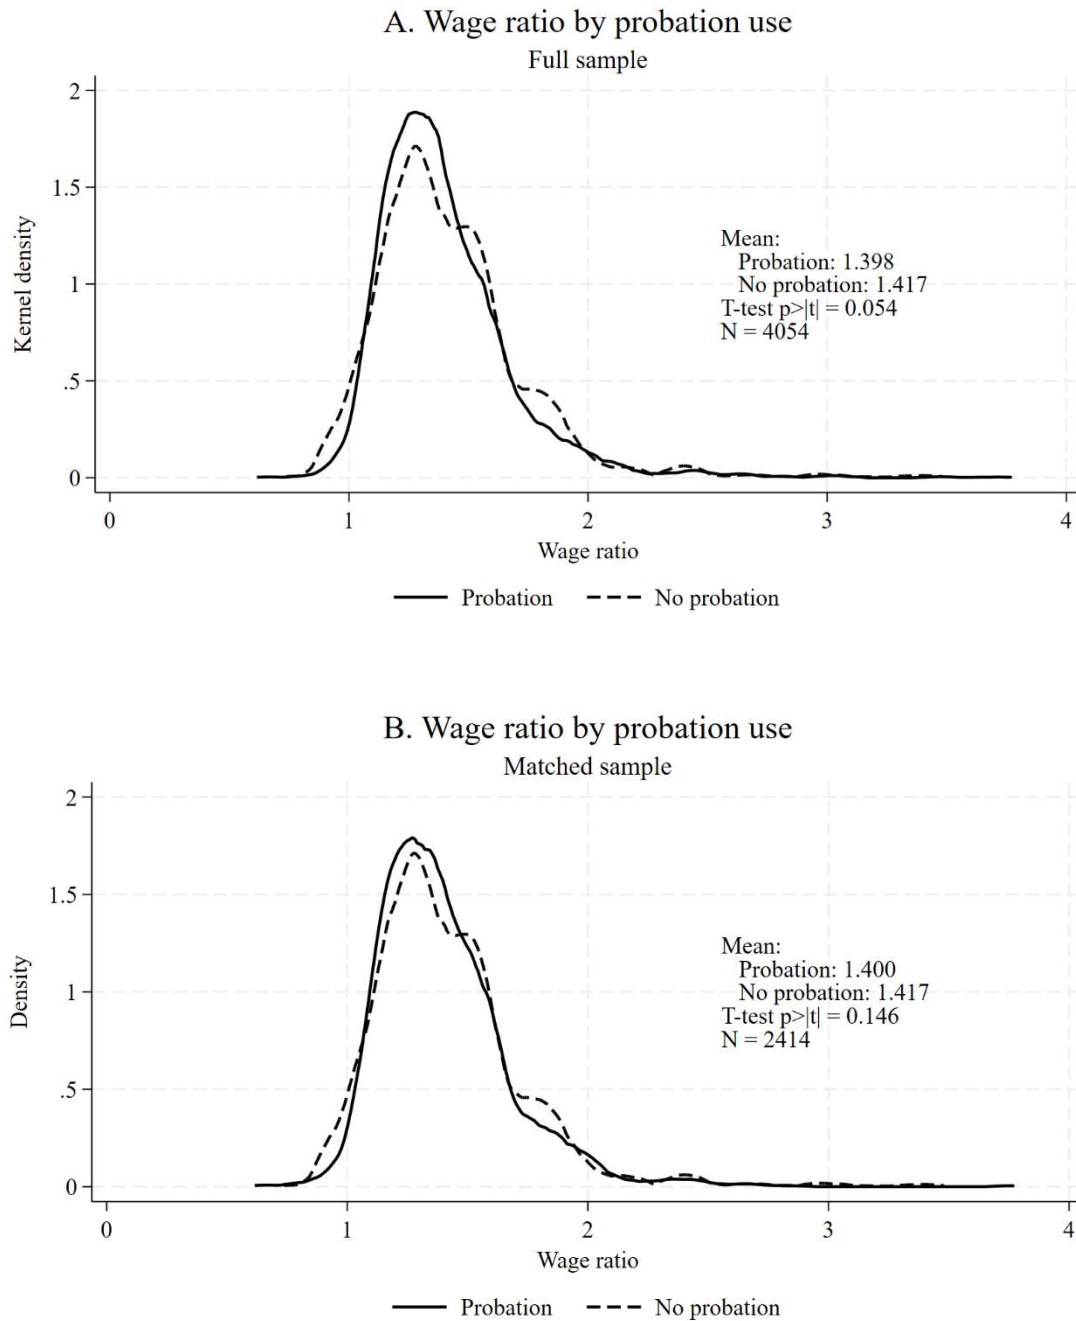 A. Wage ratio by probation use
Full sample
Kernel density
2
1.5
1
.5
0
Mean:
Probation: 1.398
No probation: 1.417
T-test p>|t| = 0.054
N = 4054
0 1 2 3 4
Wage ratio
Probation No probation
B. Wage ratio by probation use
Matched sample
Density
2
1.5
1
.5
0
Mean:
Probation: 1.400
No probation: 1.417
T-test p>|t| = 0.146
N = 2414
0 1 2 3 4
Wage ratio
Probation No probation